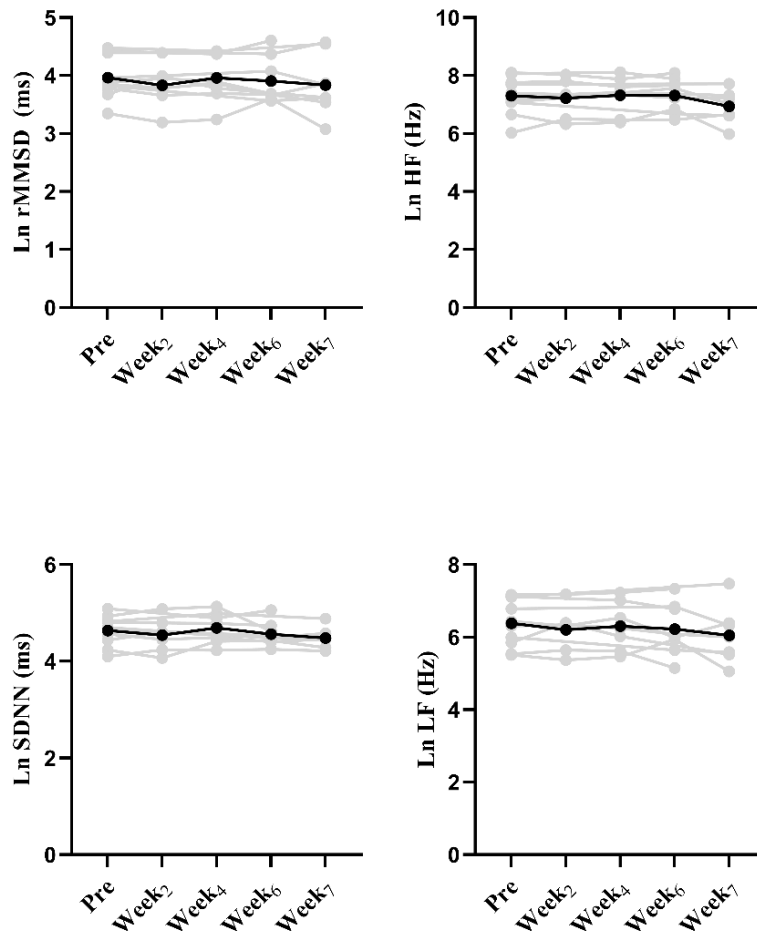 Ln rMMSD (ms)
5
4
3
2
1
0
Pre
Week2
Week4
Week6
Week7
Ln HF (Hz)
10
8
6
4
2
0
Pre
Week2
Week4
Week6
Week7
Ln SDNN (ms)
6
4
2
0
Pre
Week2
Week4
Week6
Week7
Ln LF (Hz)
8
6
4
2
0
Pre
Week2
Week4
Week6
Week7